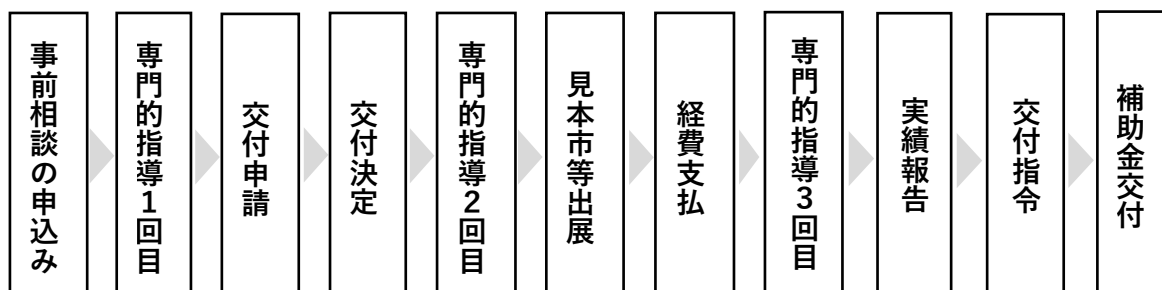 事前相談の申込み
専門的指導１回目
交付申請
交付決定
専門的指導２回目
見本市等出展
経費支払
専門的指導３回目
実績報告
交付指令
補助金交付